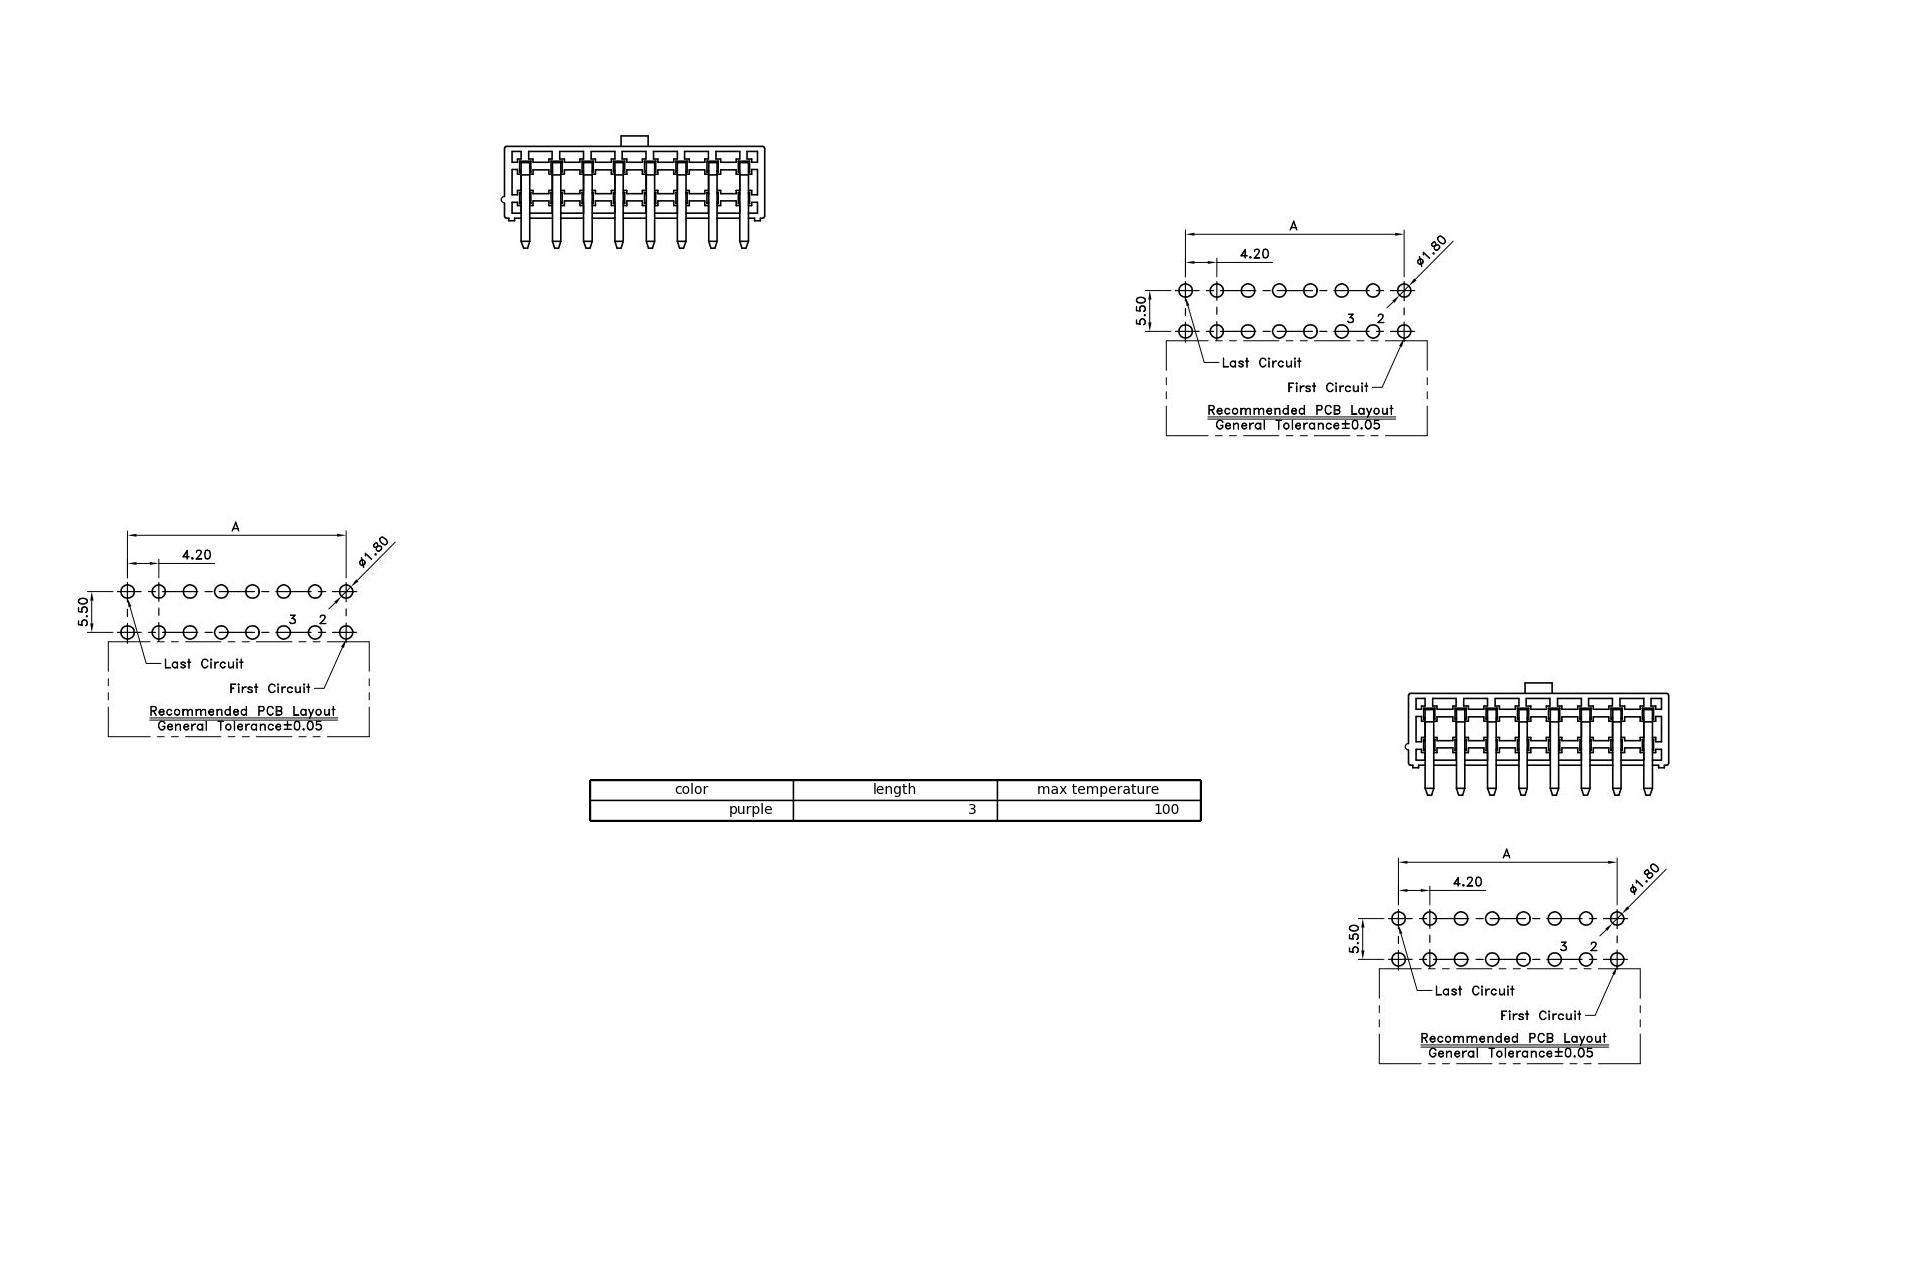 A
4.20
ø1.80
5.50
3 2
Last Circuit
First Circuit
Recommended PCB Layout
General Tolerance±0.05
A
4.20
ø1.80
5.50
3 2
Last Circuit
First Circuit
Recommended PCB Layout
General Tolerance±0.05
color length max temperature
purple 3 100
A
4.20
ø1.80
5.50
3 2
Last Circuit
First Circuit
Recommended PCB Layout
General Tolerance±0.05